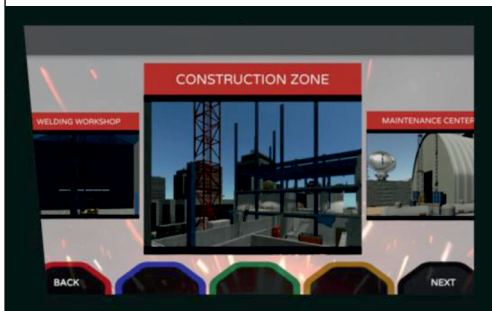 CONSTRUCTION ZONE
WELDING WORKSHOP
MAINTENANCE CENTER
BACK
NEXT